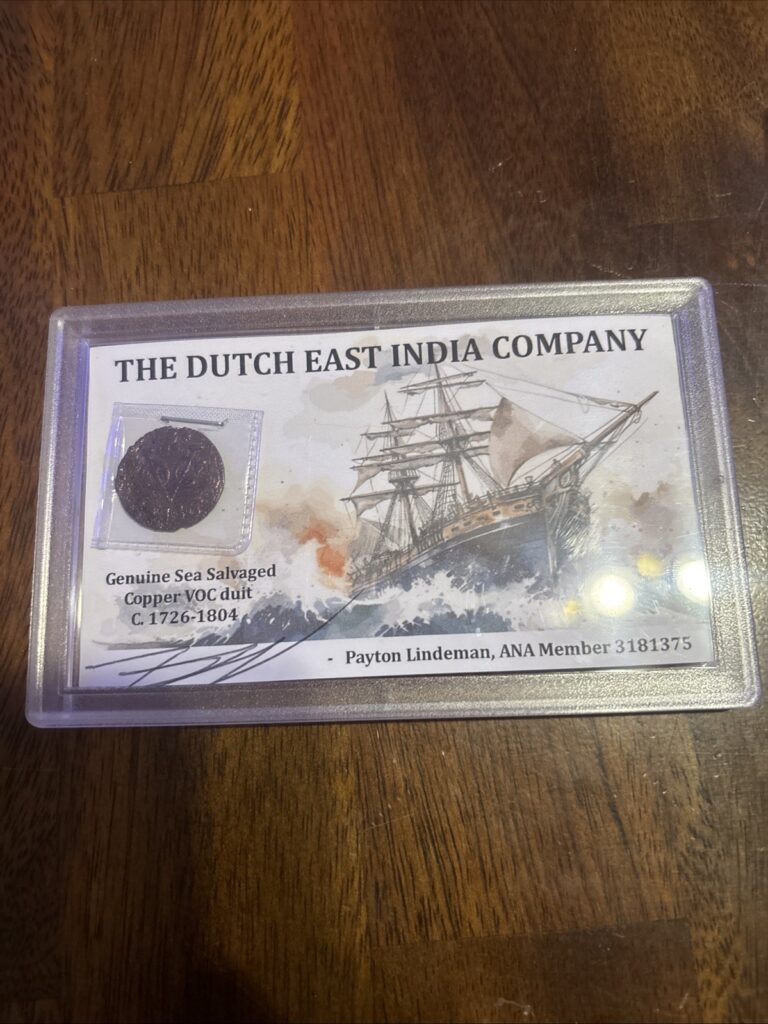 THE DUTCH EAST INDIA COMPANY
Genuine Sea Salvaged
Copper VOC duit
C. 1726-1804
- Payton Lindeman, ANA Member 3181375